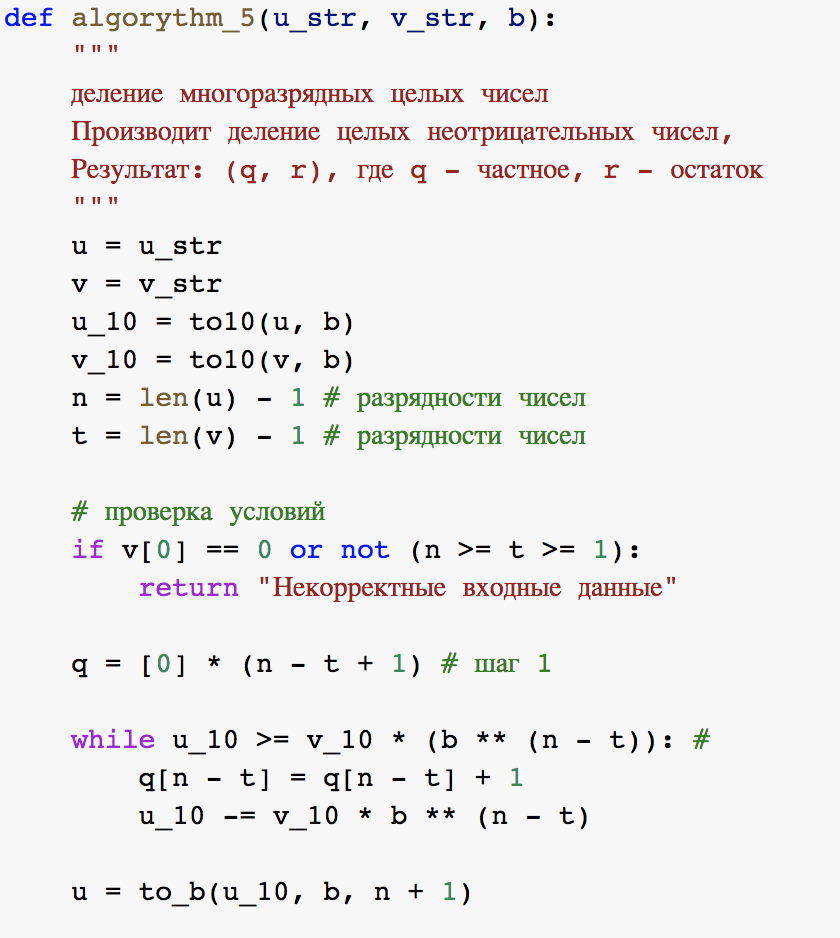 def algorythm_5(u_str, v_str, b):
    """
    деление многоразрядных целых чисел
    Производит деление целых неотрицательных чисел,
    Результат: (q, r), где q - частное, r - остаток
    """
    u = u_str
    v = v_str
    u_10 = to10(u, b)
    v_10 = to10(v, b)
    n = len(u) - 1 # разрядности чисел
    t = len(v) - 1 # разрядности чисел

    # проверка условий
    if v[0] == 0 or not (n >= t >= 1):
        return "Некорректные входные данные"

    q = [0] * (n - t + 1) # шаг 1

    while u_10 >= v_10 * (b ** (n - t)): #
        q[n - t] = q[n - t] + 1
        u_10 -= v_10 * b ** (n - t)

    u = to_b(u_10, b, n + 1)